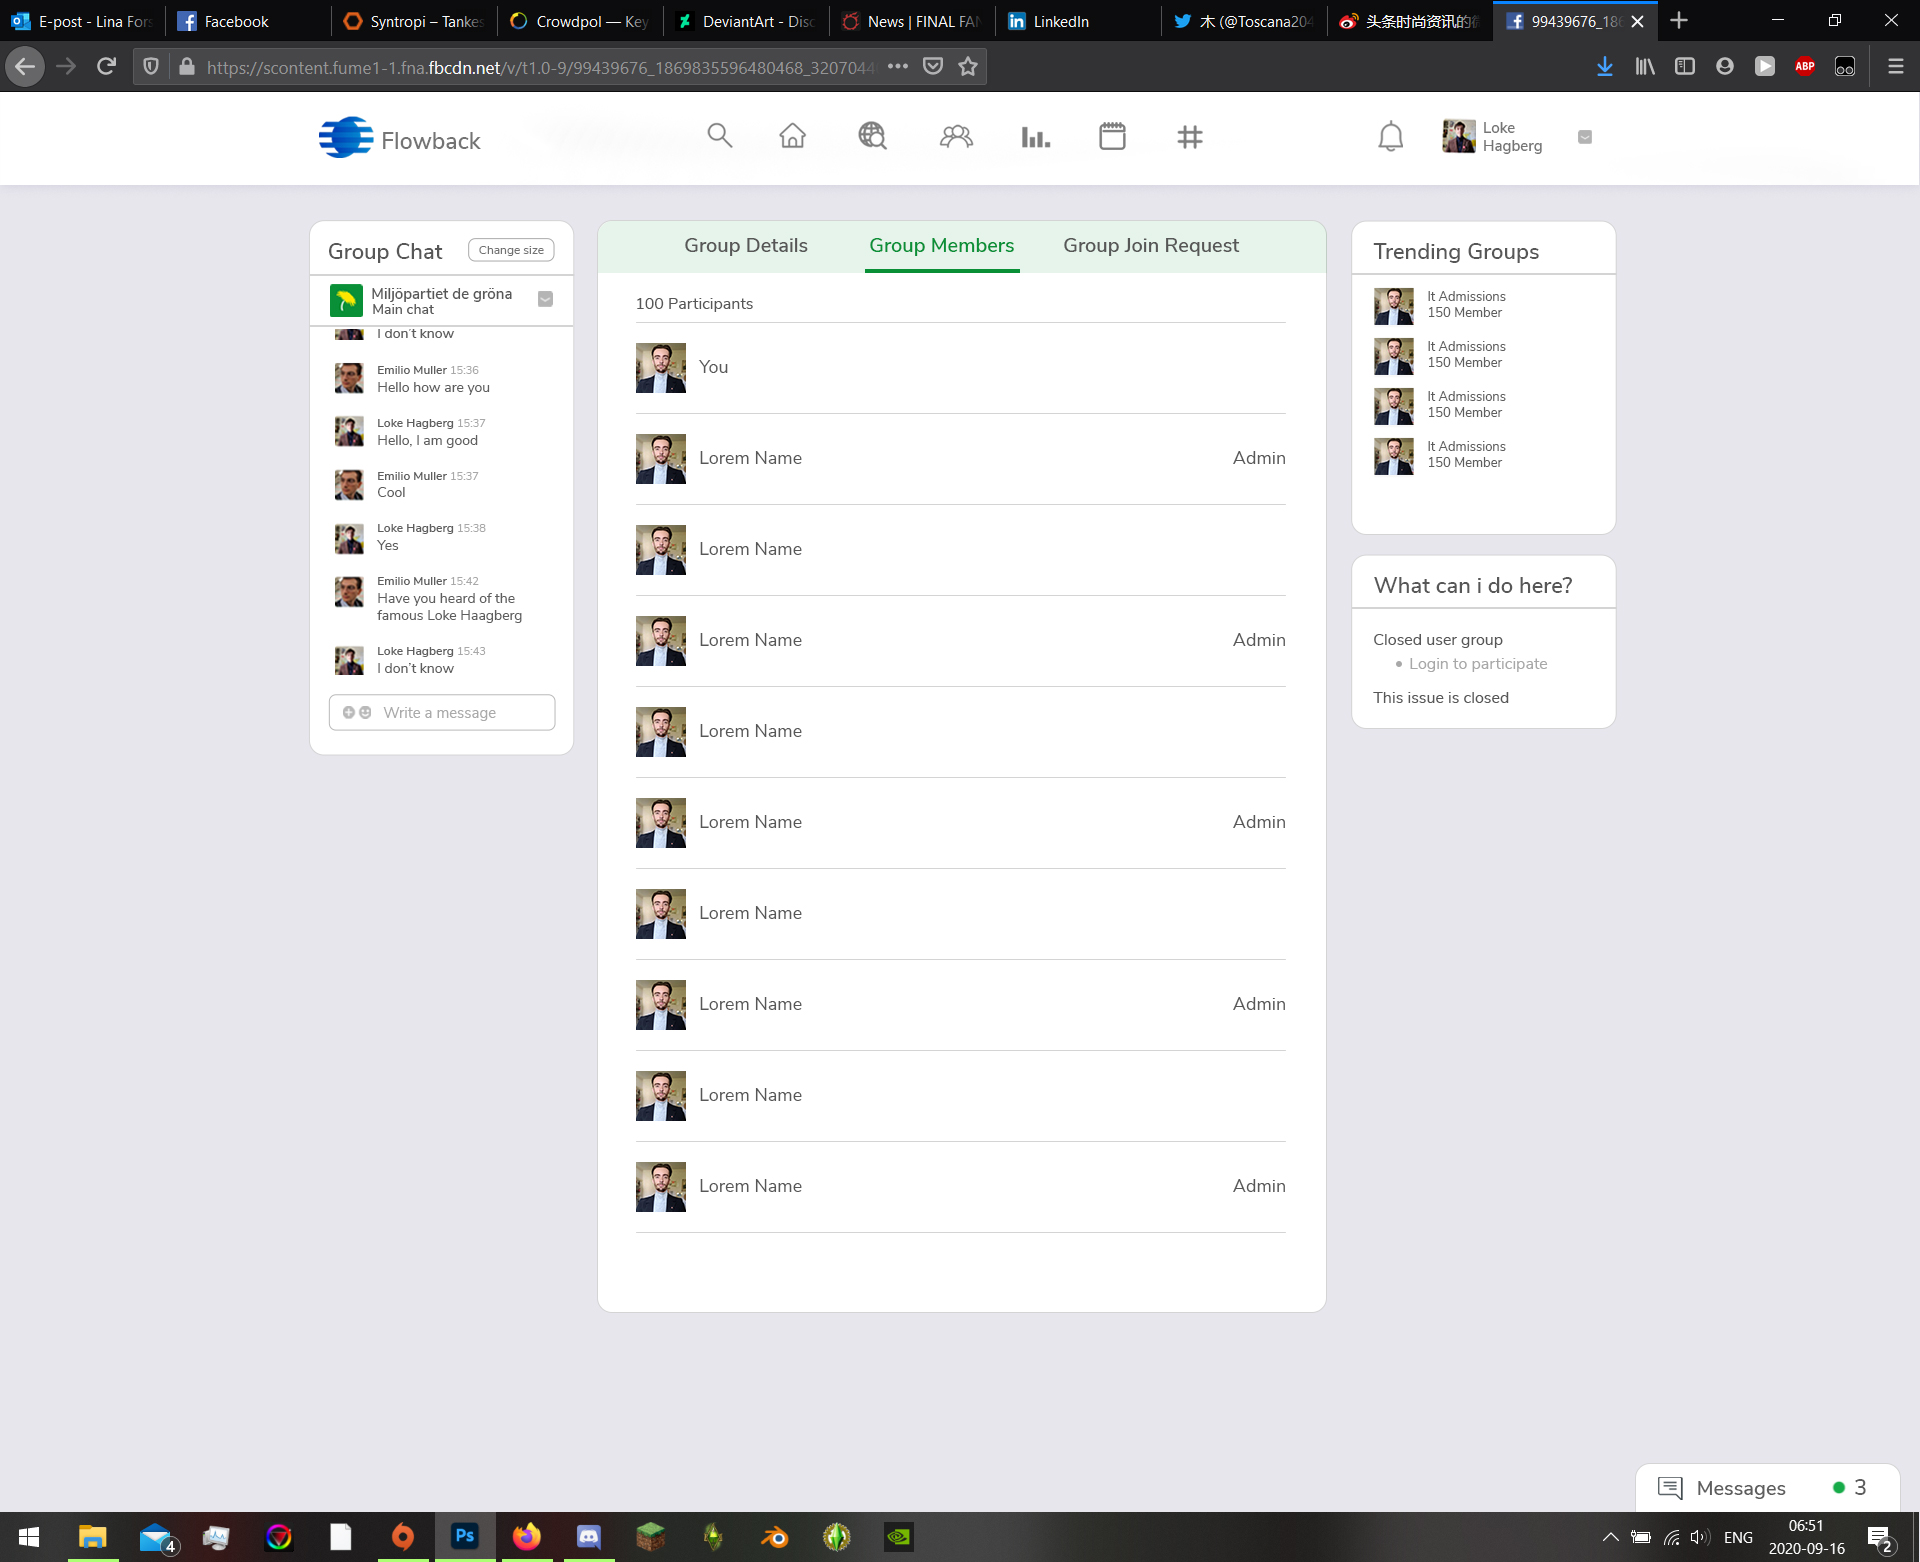 E-post - Lina Fors
Facebook
Syntropi – Tankes
Crowdpol — Key
DeviantArt - Disc
News | FINAL FAN
LinkedIn
木 (@Toscana204
头条时尚资讯的
99439676_186
https://scontent.fume1-1.fna.fbcdn.net/v/t1.0-9/99439676_1869835596480468_3207044
ABP
Flowback
Loke
Hagberg
Group Chat
Change size
Miljöpartiet de gröna
Main chat
I don't know
Emilio Muller 15:36
Hello how are you
Loke Hagberg 15:37
Hello, I am good
Emilio Muller 15:37
Cool
Loke Hagberg 15:38
Yes
Emilio Muller 15:42
Have you heard of the
famous Loke Haagberg
Loke Hagberg 15:43
I don't know
Write a message
Group Details
Group Members
Group Join Request
100 Participants
You
Lorem Name Admin
Lorem Name
Lorem Name Admin
Lorem Name
Lorem Name Admin
Lorem Name
Lorem Name Admin
Lorem Name
Lorem Name Admin
Trending Groups
It Admissions
150 Member
It Admissions
150 Member
It Admissions
150 Member
It Admissions
150 Member
What can i do here?
Closed user group
• Login to participate
This issue is closed
Messages 3
4
Ps
ENG
06:51
2020-09-16
2